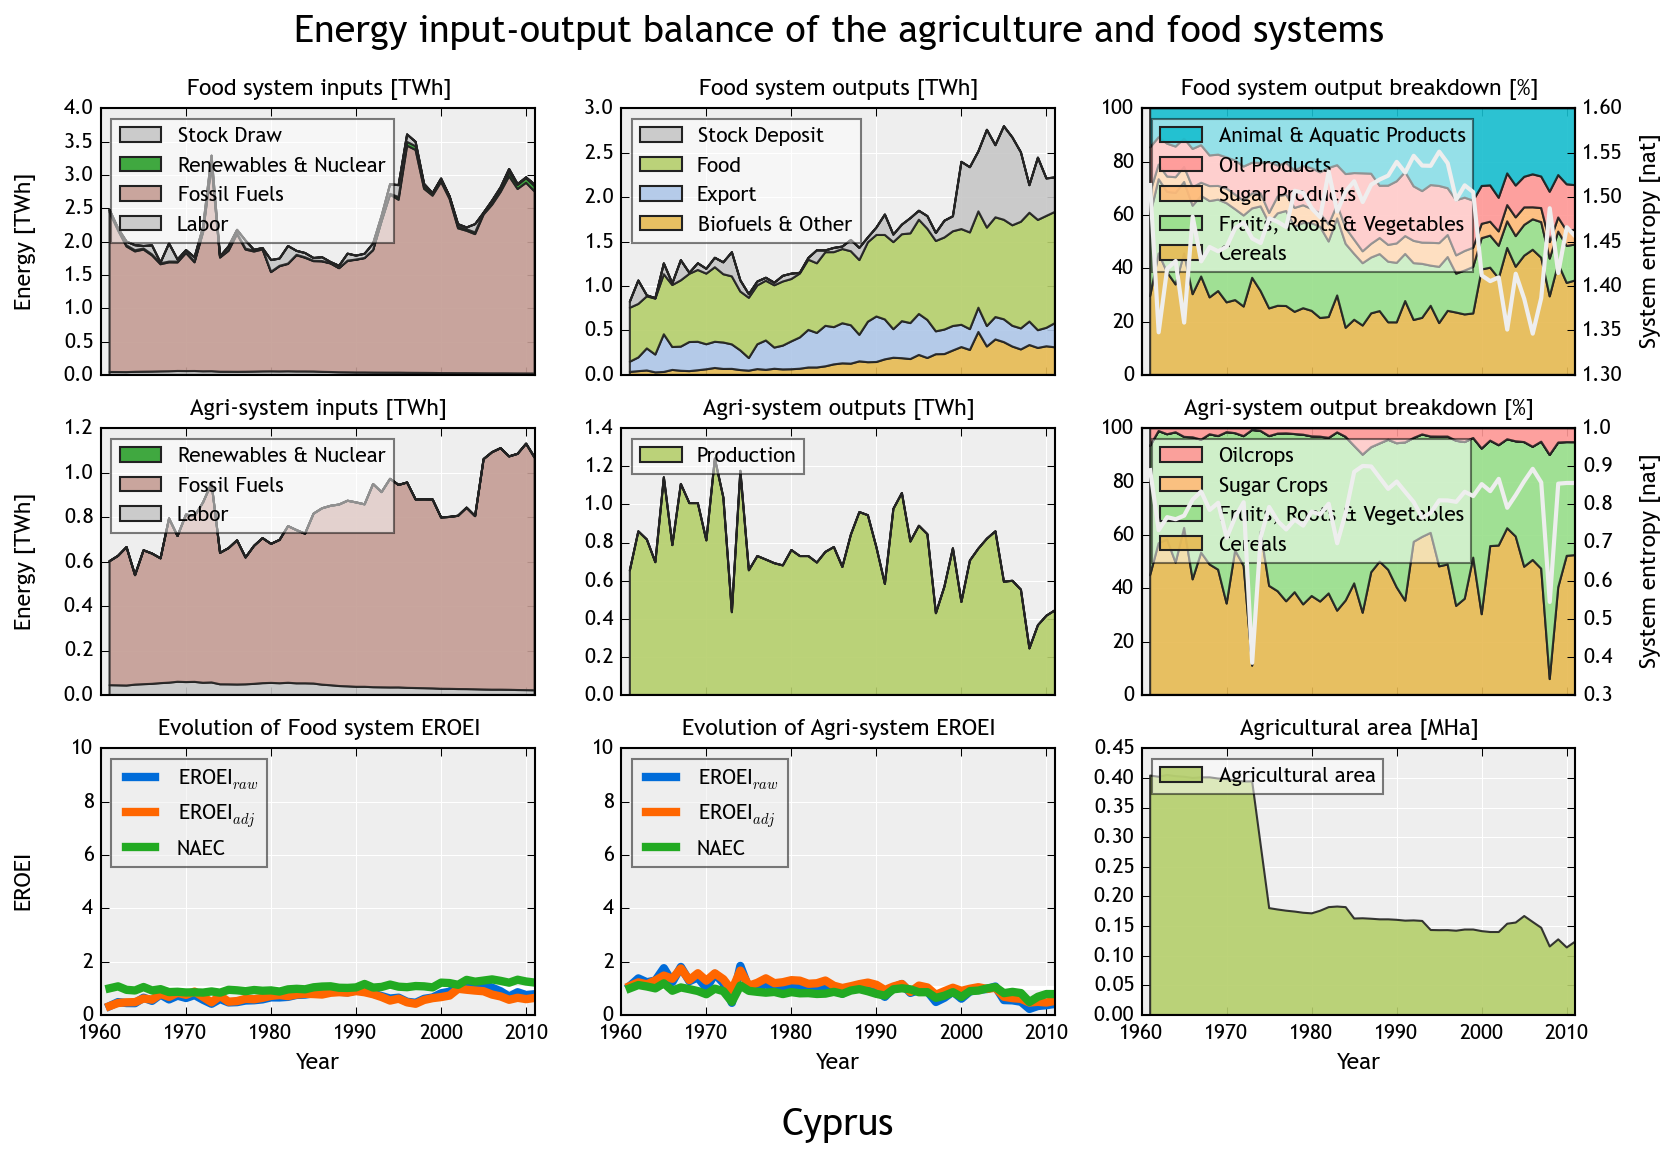 Energy input-output balance of the agriculture and food systems
Food system inputs [TWh]
Energy [TWh]
4.0
3.5
3.0
2.5
2.0
1.5
1.0
0.5
0.0
Stock Draw
Renewables & Nuclear
Fossil Fuels
Labor
Food system outputs [TWh]
3.0
2.5
2.0
1.5
1.0
0.5
0.0
Stock Deposit
Food
Export
Biofuels & Other
Food system output breakdown [%]
100
80
60
40
20
0
Animal & Aquatic Products
Oil Products
Sugar Products
Fruits, Roots & Vegetables
Cereals
1.60
1.55
1.50
1.45
1.40
1.35
1.30
System entropy [nat]
Agri-system inputs [TWh]
Energy [TWh]
1.2
1.0
0.8
0.6
0.4
0.2
0.0
Renewables & Nuclear
Fossil Fuels
Labor
Agri-system outputs [TWh]
1.4
1.2
1.0
0.8
0.6
0.4
0.2
0.0
Production
Agri-system output breakdown [%]
100
80
60
40
20
0
Oilcrops
Sugar Crops
Fruits, Roots & Vegetables
Cereals
1.0
0.9
0.8
0.7
0.6
0.5
0.4
0.3
System entropy [nat]
Evolution of Food system EROEI
EROEI
10
8
6
4
2
0
EROEI raw
EROEI adj
NAEC
1960 1970 1980 1990 2000 2010
Year
Evolution of Agri-system EROEI
10
8
6
4
2
0
EROEI raw
EROEI adj
NAEC
1960 1970 1980 1990 2000 2010
Year
Agricultural area [MHa]
0.45
0.40
0.35
0.30
0.25
0.20
0.15
0.10
0.05
0.00
Agricultural area
1960 1970 1980 1990 2000 2010
Year
Cyprus